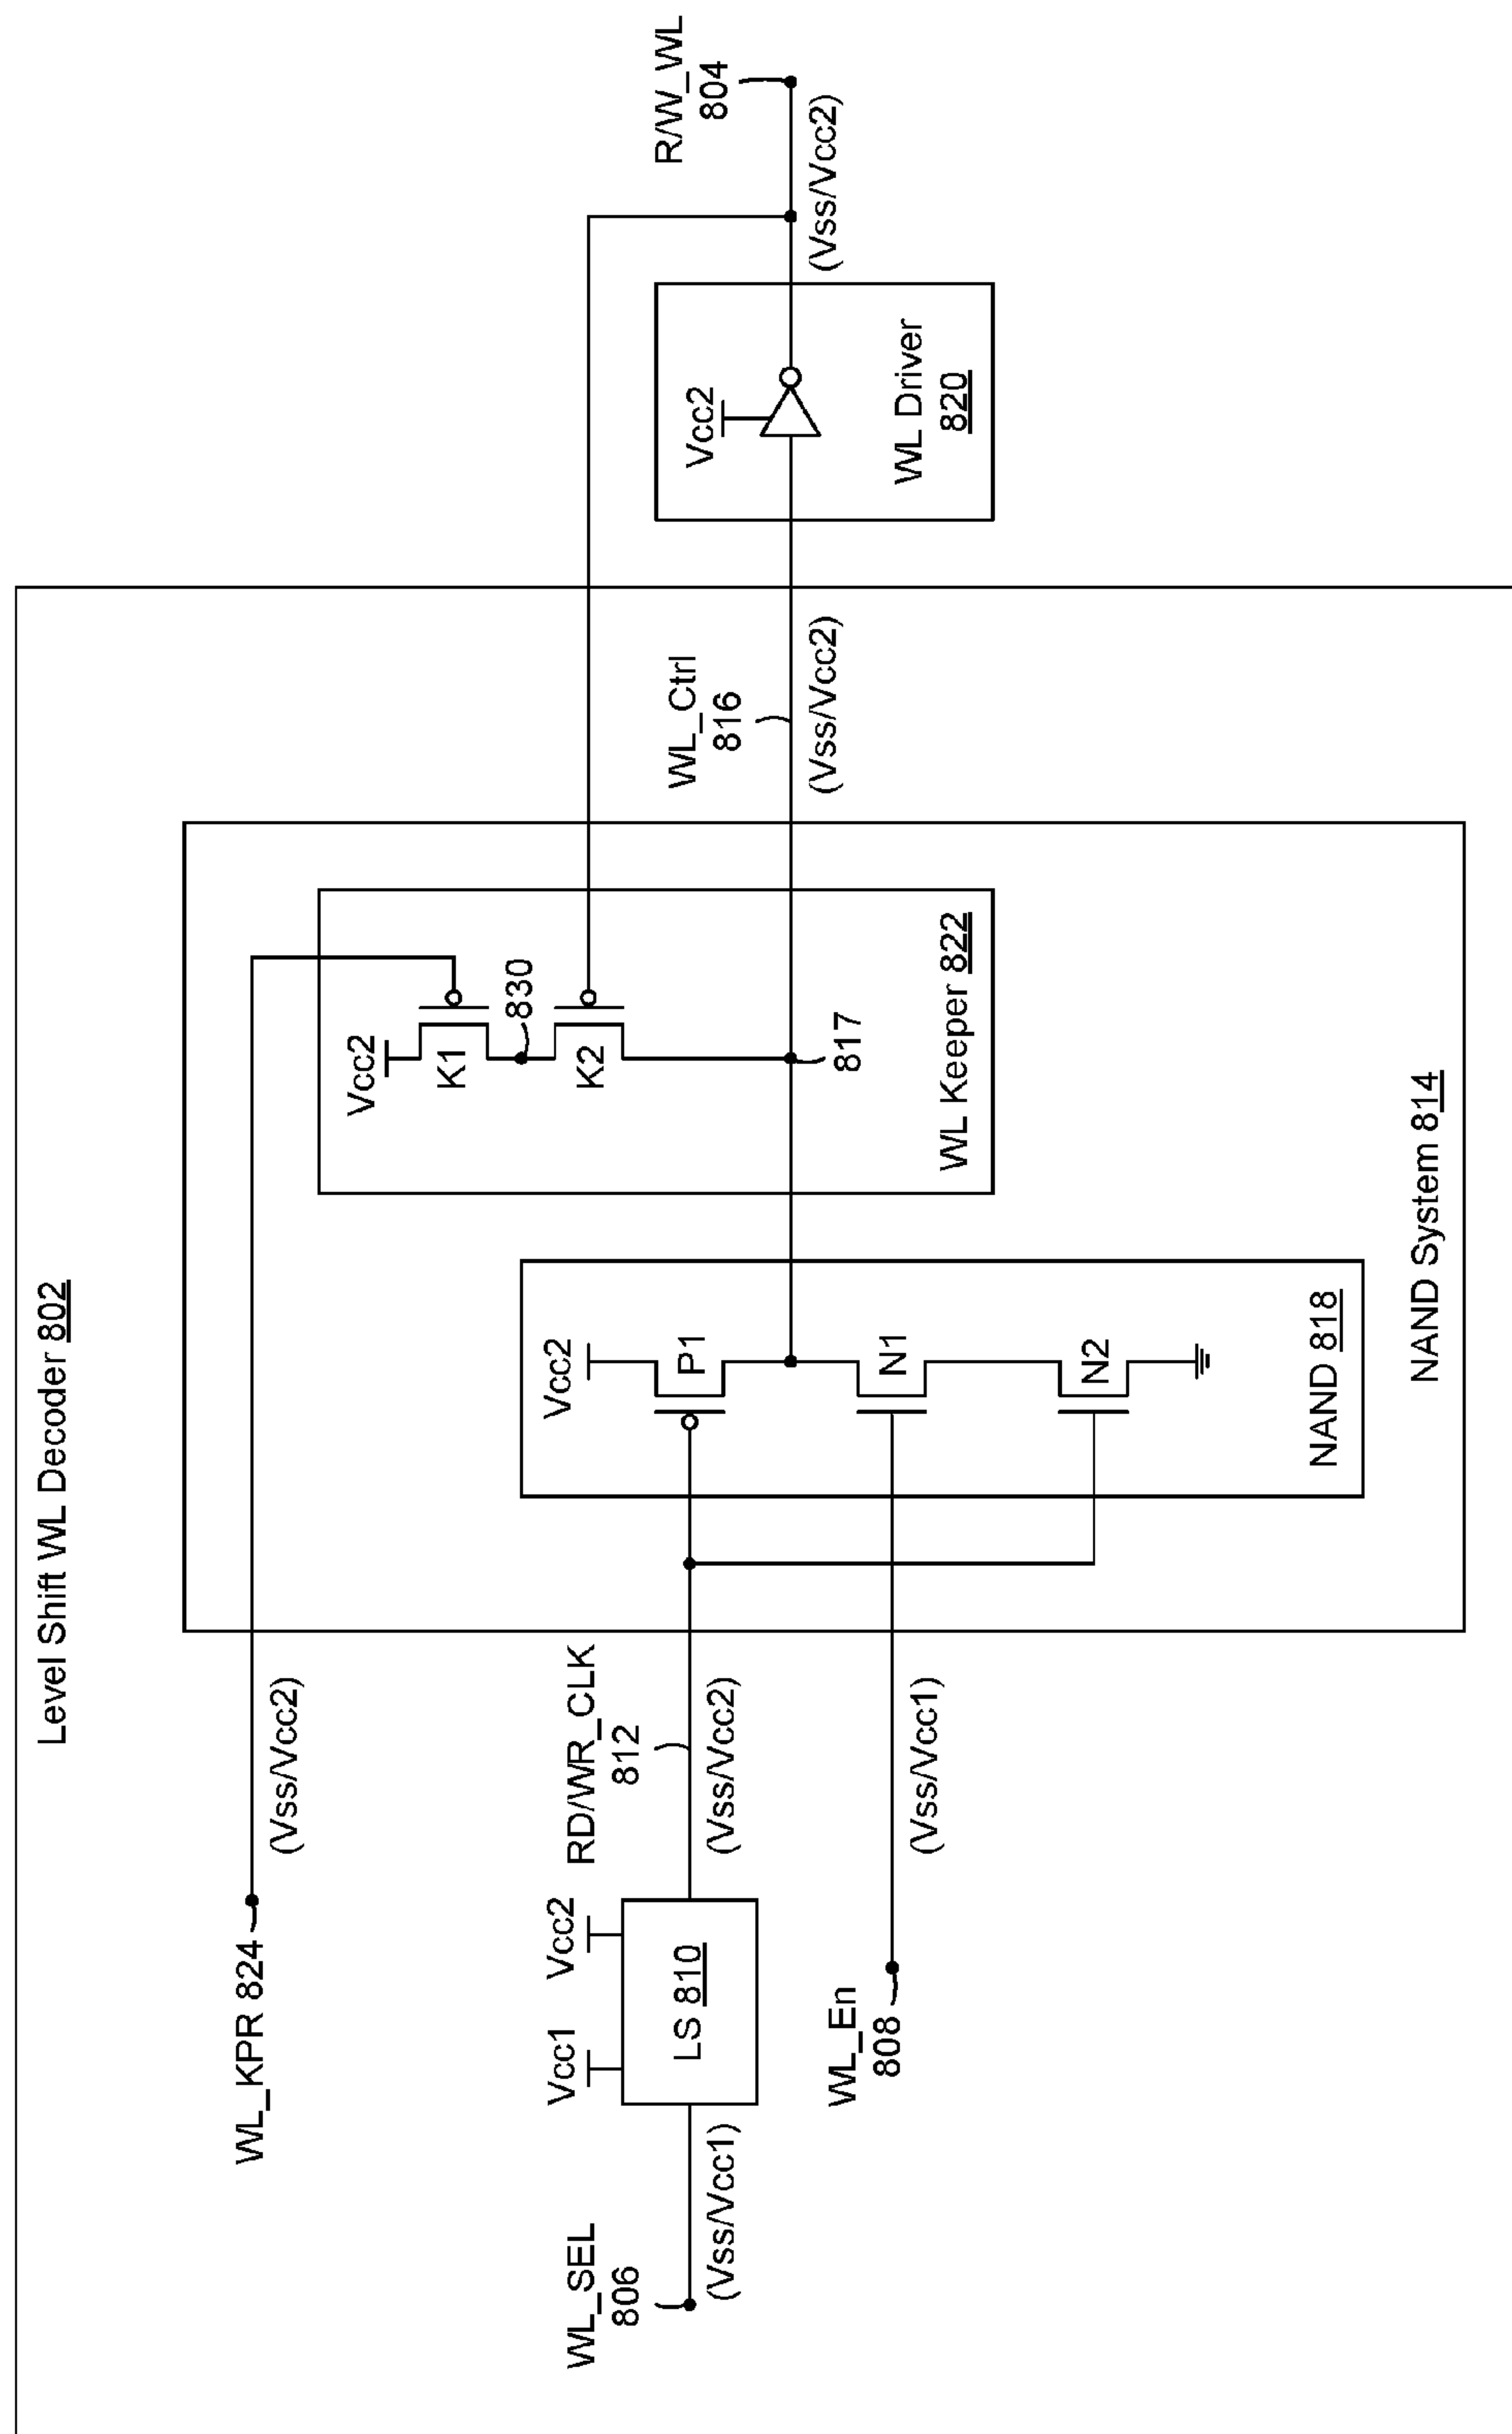 Level Shift WL Decoder 802
WL_KPR 824
(Vss/Vcc2)
WL_SEL
806
(Vss/Vcc1)
Vcc1
Vcc2
LS 810
RD/WR_CLK
812
(Vss/Vcc2)
WL_En
808
(Vss/Vcc1)
Vcc2
P1
N1
N2
NAND 818
Vcc2
K1
830
K2
817
WL Keeper 822
NAND System 814
WL_Ctrl
816
(Vss/Vcc2)
Vcc2
WL Driver
820
R/W_WL
804
(Vss/Vcc2)